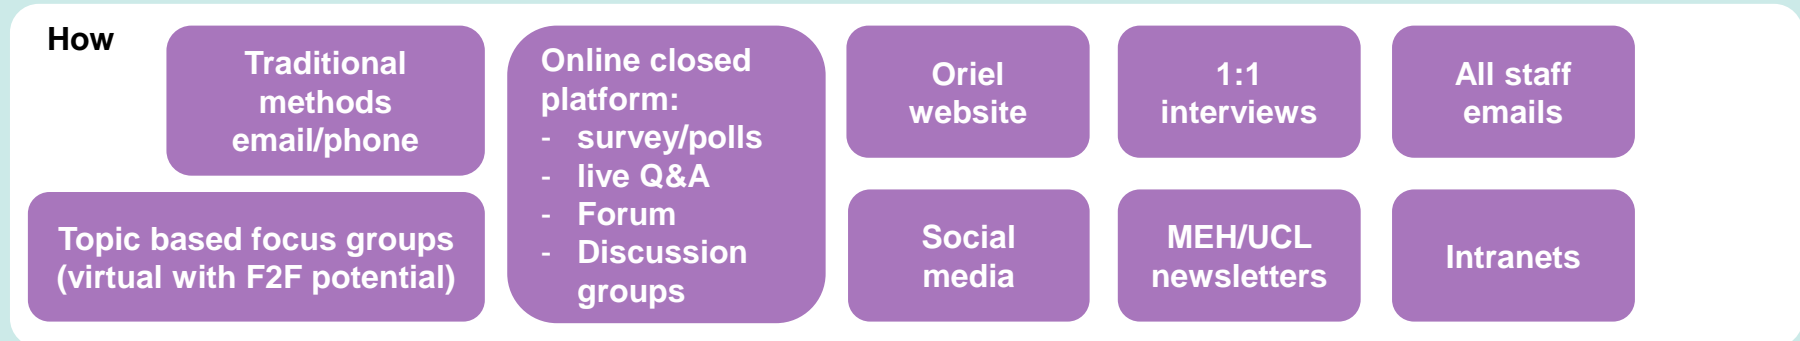 How
Traditional
methods
email/phone
Topic based focus groups
(virtual with F2F potential)
Online closed
platform:
- survey/polls
- live Q&A
- Forum
- Discussion
groups
Oriel
website
1:1
interviews
All staff
emails
Social
media
MEH/UCL
newsletters
Intranets